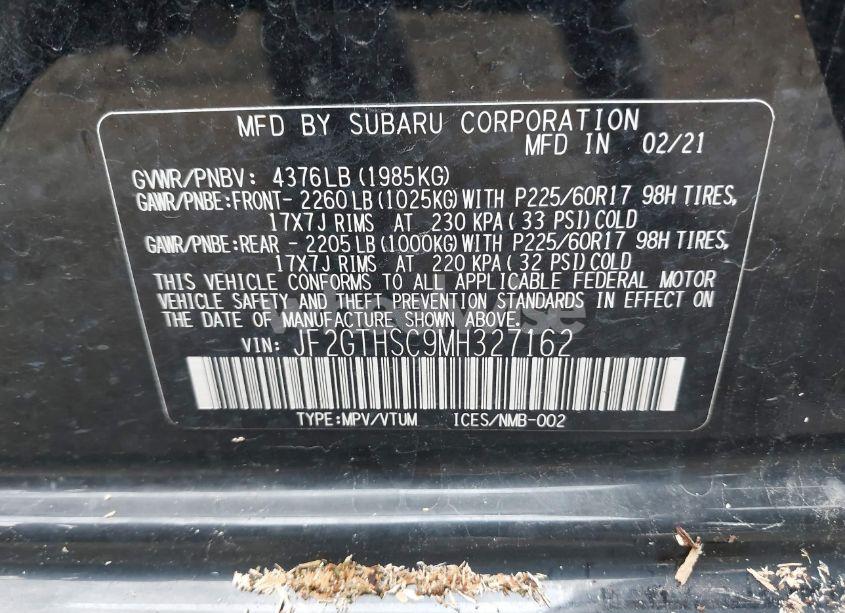 MFD BY SUBARU CORPORATION
MFD IN 02/21
GVWR/PNBV: 4376LB (1985KG)
GAWR/PNBE:FRONT- 2260LB (1025KG) WITH P225/60R17 98H TIRES,
17X7J RIMS AT 230 KPA (33 PSI) COLD
GAWR/PNBE:REAR - 2205LB (1000KG) WITH P225/60R17 98H TIRES,
17X7J RIMS AT 220 KPA (32 PSI) COLD
THIS VEHICLE CONFORMS TO ALL APPLICABLE FEDERAL MOTOR
VEHICLE SAFETY AND THEFT PREVENTION STANDARDS IN EFFECT ON
THE DATE OF MANUFACTURE SHOWN ABOVE.
VIN: JF2GTHSC9MH327162
TYPE:MPV/VTUM ICES/NMB-002